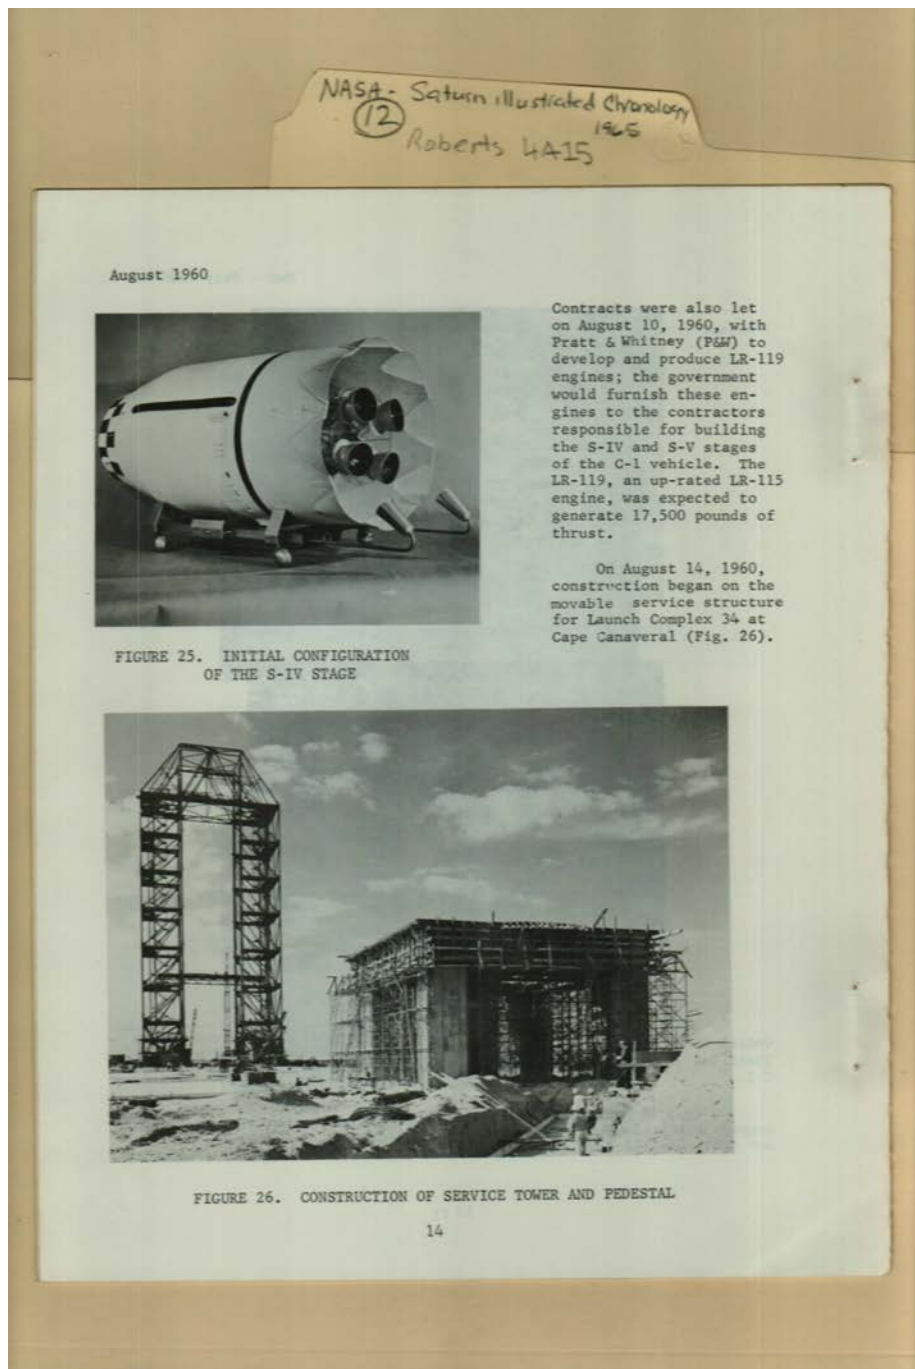 NASA - Saturn illustrated Chronology
12
1965
Roberts 4A15
August 1960
Contracts were also let
on August 10, 1960, with
Pratt & Whitney (P&W) to
develop and produce LR-119
engines; the government
would furnish these en-
gines to the contractors
responsible for building
the S-IV and S-V stages
of the C-1 vehicle. The
LR-119, an up-rated LR-115
engine, was expected to
generate 17,500 pounds of
thrust.
On August 14, 1960,
construction began on the
movable service structure
for Launch Complex 34 at
Cape Canaveral (Fig. 26).
FIGURE 25. INITIAL CONFIGURATION
OF THE S-IV STAGE
FIGURE 26. CONSTRUCTION OF SERVICE TOWER AND PEDESTAL
14